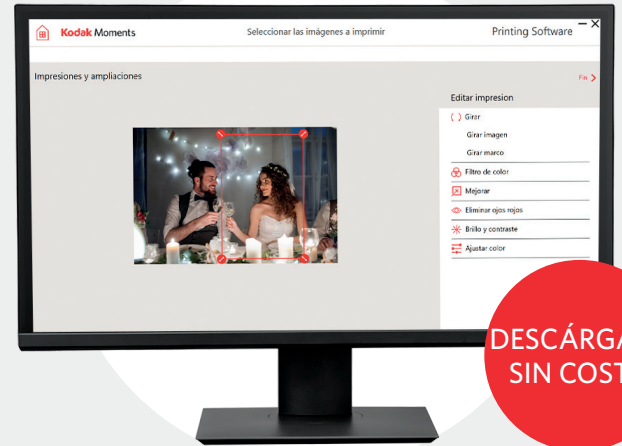 Kodak Moments
Seleccionar las imágenes a imprimir
Printing Software
Impresiones y ampliaciones
Fin
Editar impresion
Girar
Girar imagen
Girar marco
Filtro de color
Mejorar
Eliminar ojos rojos
Brillo y contraste
Ajustar color
DESCÁRGA
SIN COST